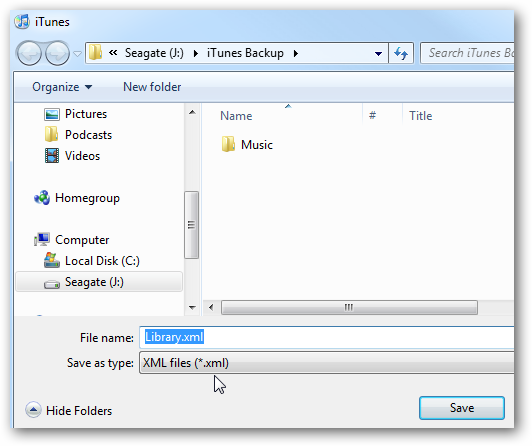 iTunes
« Seagate (J:) ▸ iTunes Backup ▸
Search iTunes Ba
Organize ▼ New folder
Pictures
Podcasts
Videos
Homegroup
Computer
Local Disk (C:)
Seagate (J:)
Name # Title
Music
File name: Library.xml
Save as type: XML files (*.xml)
Hide Folders
Save